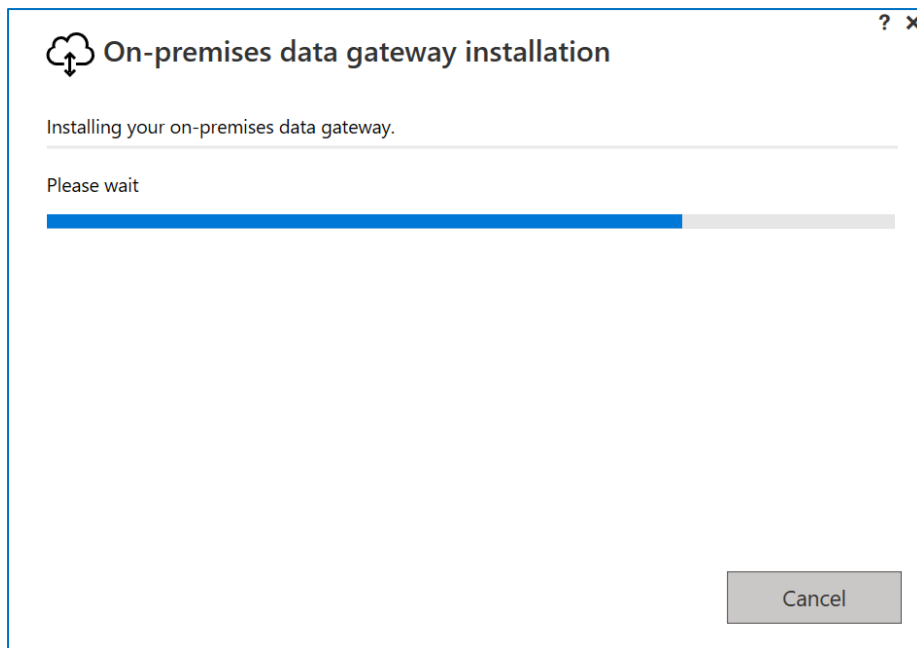 ? ×
On-premises data gateway installation
Installing your on-premises data gateway.
Please wait
Cancel